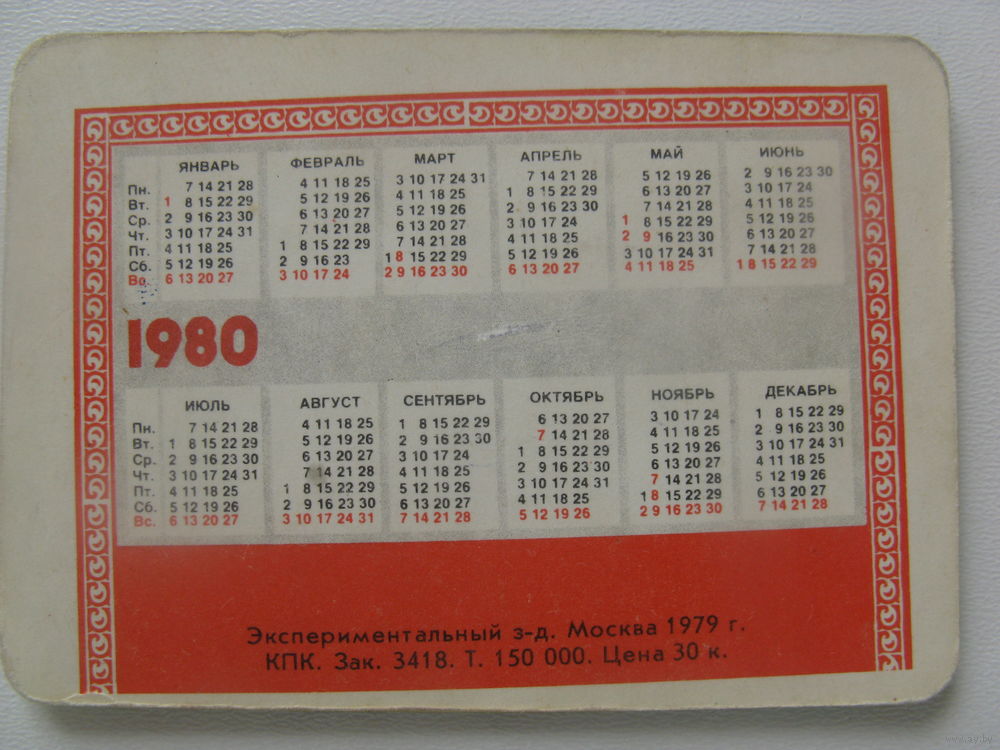 ЯНВАРЬ ФЕВРАЛЬ МАРТ АПРЕЛЬ МАЙ ИЮНЬ
Пн. 7 14 21 28 4 11 18 25 3 10 17 24 31 7 14 21 28 5 12 19 26 2 9 16 23 30
Вт. 1 8 15 22 29 5 12 19 26 4 11 18 25 1 8 15 22 29 6 13 20 27 3 10 17 24
Ср. 2 9 16 23 30 6 13 20 27 5 12 19 26 2 9 16 23 30 7 14 21 28 4 11 18 25
Чт. 3 10 17 24 31 7 14 21 28 6 13 20 27 3 10 17 24 1 8 15 22 29 5 12 19 26
Пт. 4 11 18 25 1 8 15 22 29 7 14 21 28 4 11 18 25 2 9 16 23 30 6 13 20 27
Сб. 5 12 19 26 2 9 16 23 1 8 15 22 29 5 12 19 26 3 10 17 24 31 7 14 21 28
Вс. 6 13 20 27 3 10 17 24 2 9 16 23 30 6 13 20 27 4 11 18 25 1 8 15 22 29
1980
ИЮЛЬ АВГУСТ СЕНТЯБРЬ ОКТЯБРЬ НОЯБРЬ ДЕКАБРЬ
Пн. 7 14 21 28 4 11 18 25 1 8 15 22 29 6 13 20 27 3 10 17 24 1 8 15 22 29
Вт. 1 8 15 22 29 5 12 19 26 2 9 16 23 30 7 14 21 28 4 11 18 25 2 9 16 23 30
Ср. 2 9 16 23 30 6 13 20 27 3 10 17 24 1 8 15 22 29 5 12 19 26 3 10 17 24 31
Чт. 3 10 17 24 31 7 14 21 28 4 11 18 25 2 9 16 23 30 6 13 20 27 4 11 18 25
Пт. 4 11 18 25 1 8 15 22 29 5 12 19 26 3 10 17 24 31 7 14 21 28 5 12 19 26
Сб. 5 12 19 26 2 9 16 23 30 6 13 20 27 4 11 18 25 1 8 15 22 29 6 13 20 27
Вс. 6 13 20 27 3 10 17 24 31 7 14 21 28 5 12 19 26 2 9 16 23 30 7 14 21 28
Экспериментальный з-д. Москва 1979 г.
КПК. Зак. 3418. Т. 150 000. Цена 30 к.
www.ay.by